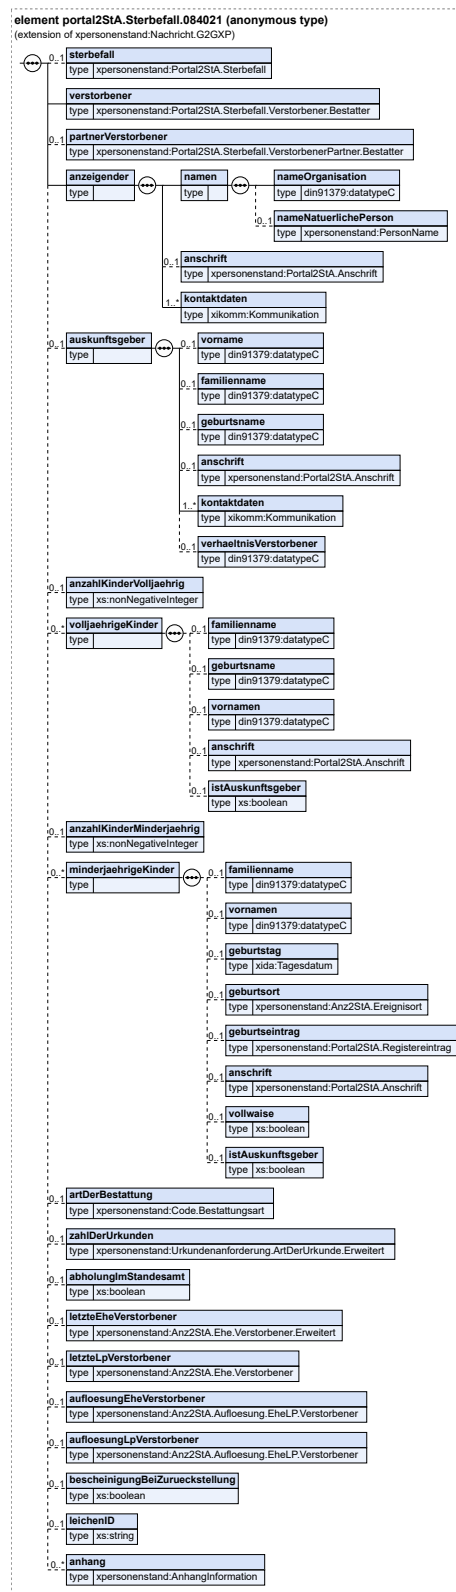 element portal2StA.Sterbefall.084021 (anonymous type)
(extension of xpersonenstand:Nachricht.G2GXP)
0..1 sterbefall
type xpersonenstand:Portal2StA.Sterbefall
verstorbener
type xpersonenstand:Portal2StA.Sterbefall.Verstorbener.Bestatter
0..1 partnerVerstorbener
type xpersonenstand:Portal2StA.Sterbefall.VerstorbenerPartner.Bestatter
anzeigender
type
namen
type
nameOrganisation
type din91379:datatypeC
0..1 nameNatuerlichePerson
type xpersonenstand:PersonName
0..1 anschrift
type xpersonenstand:Portal2StA.Anschrift
1..* kontaktdaten
type xikomm:Kommunikation
0..1 auskunftsgeber
type
0..1 vorname
type din91379:datatypeC
0..1 familienname
type din91379:datatypeC
0..1 geburtsname
type din91379:datatypeC
0..1 anschrift
type xpersonenstand:Portal2StA.Anschrift
1..* kontaktdaten
type xikomm:Kommunikation
0..1 verhaeltnisVerstorbener
type din91379:datatypeC
0..1 anzahlKinderVolljaehrig
type xs:nonNegativeInteger
0..* volljaehrigeKinder
type
0..1 familienname
type din91379:datatypeC
0..1 geburtsname
type din91379:datatypeC
0..1 vornamen
type din91379:datatypeC
0..1 anschrift
type xpersonenstand:Portal2StA.Anschrift
0..1 istAuskunftsgeber
type xs:boolean
0..1 anzahlKinderMinderjaehrig
type xs:nonNegativeInteger
0..* minderjaehrigeKinder
type
0..1 familienname
type din91379:datatypeC
0..1 vornamen
type din91379:datatypeC
0..1 geburtstag
type xida:Tagesdatum
0..1 geburtsort
type xpersonenstand:Anz2StA.Ereignisort
0..1 geburtseintrag
type xpersonenstand:Portal2StA.Registereintrag
0..1 anschrift
type xpersonenstand:Portal2StA.Anschrift
0..1 vollwaise
type xs:boolean
0..1 istAuskunftsgeber
type xs:boolean
0..1 artDerBestattung
type xpersonenstand:Code.Bestattungsart
0..1 zahlDerUrkunden
type xpersonenstand:Urkundenanforderung.ArtDerUrkunde.Erweitert
0..1 abholungImStandesamt
type xs:boolean
0..1 letzteEheVerstorbener
type xpersonenstand:Anz2StA.Ehe.Verstorbener.Erweitert
0..1 letzteLpVerstorbener
type xpersonenstand:Anz2StA.Ehe.Verstorbener
0..1 aufloesungEheVerstorbener
type xpersonenstand:Anz2StA.Aufloesung.EheLP.Verstorbener
0..1 aufloesungLpVerstorbener
type xpersonenstand:Anz2StA.Aufloesung.EheLP.Verstorbener
0..1 bescheinigungBeiZurueckstellung
type xs:boolean
0..1 leichenID
type xs:string
0..* anhang
type xpersonenstand:AnhangInformation